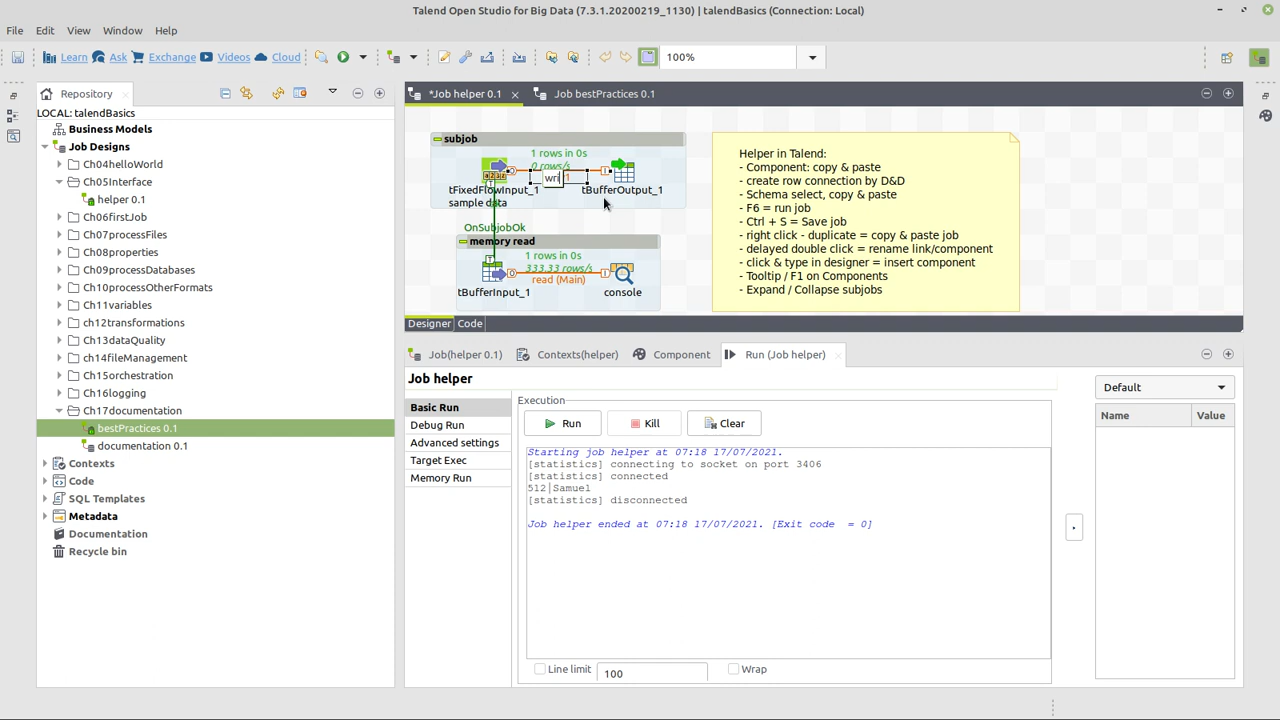 Talend Open Studio for Big Data (7.3.1.20200219_1130) | talendBasics (Connection: Local)
File Edit View Window Help
Learn Ask Exchange Videos Cloud 100%
Repository
LOCAL: talendBasics
Business Models
Job Designs
Ch04helloWorld
Ch05Interface
helper 0.1
Ch06firstJob
Ch07processFiles
Ch08properties
Ch09processDatabases
Ch10processOtherFormats
Ch11variables
ch12transformations
Ch13dataQuality
ch14fileManagement
Ch15orchestration
Ch16logging
Ch17documentation
bestPractices 0.1
documentation 0.1
Contexts
Code
SQL Templates
Metadata
Documentation
Recycle bin
*Job helper 0.1 Job bestPractices 0.1
subjob
1 rows in 0s
0 rows/s
wri
tFixedFlowInput_1 tBufferOutput_1
sample data
OnSubjobOk
memory read
1 rows in 0s
333.33 rows/s
read (Main)
tBufferInput_1 console
Helper in Talend:
- Component: copy & paste
- create row connection by D&D
- Schema select, copy & paste
- F6 = run job
- Ctrl + S = Save job
- right click - duplicate = copy & paste job
- delayed double click = rename link/component
- click & type in designer = insert component
- Tooltip / F1 on Components
- Expand / Collapse subjobs
Designer Code
Job(helper 0.1) Contexts(helper) Component Run (Job helper)
Job helper
Basic Run
Debug Run
Advanced settings
Target Exec
Memory Run
Execution
Run Kill Clear
Starting job helper at 07:18 17/07/2021.
[statistics] connecting to socket on port 3406
[statistics] connected
512|Samuel
[statistics] disconnected
Job helper ended at 07:18 17/07/2021. [Exit code  = 0]
Line limit 100 Wrap
Default
Name Value